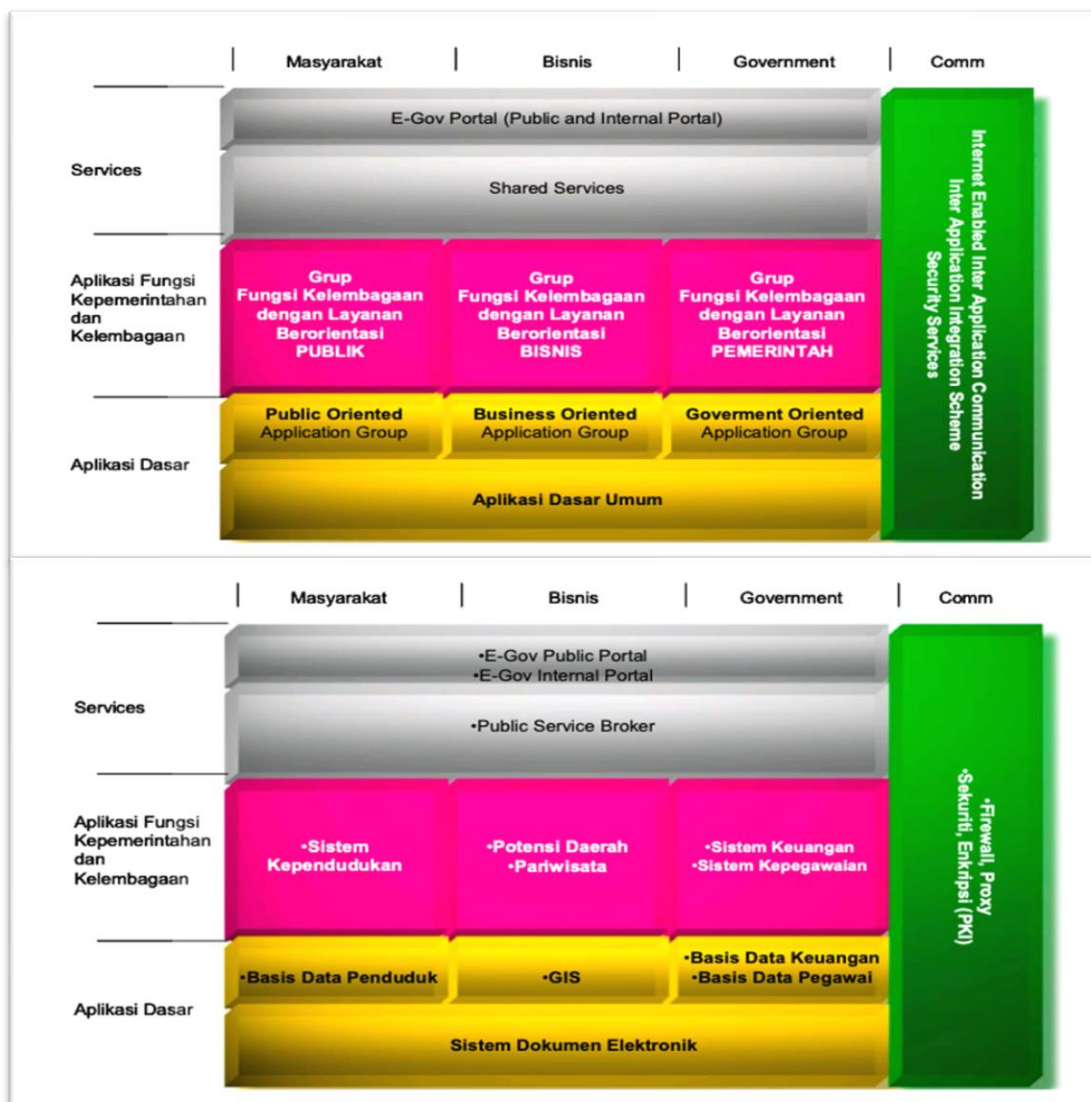 Masyarakat
Bisnis
Government
Comm
Services
E-Gov Portal (Public and Internal Portal)
Shared Services
Aplikasi Fungsi
Kepemerintahan
dan
Kelembagaan
Grup
Fungsi Kelembagaan
dengan Layanan
Berorientasi
PUBLIK
Grup
Fungsi Kelembagaan
dengan Layanan
Berorientasi
BISNIS
Grup
Fungsi Kelembagaan
dengan Layanan
Berorientasi
PEMERINTAH
Aplikasi Dasar
Public Oriented
Application Group
Business Oriented
Application Group
Goverment Oriented
Application Group
Aplikasi Dasar Umum
Internet Enabled Inter Application Communication
Inter Application Integration Scheme
Security Services
Masyarakat
Bisnis
Government
Comm
Services
•E-Gov Public Portal
•E-Gov Internal Portal
•Public Service Broker
Aplikasi Fungsi
Kepemerintahan
dan
Kelembagaan
•Sistem
Kependudukan
•Potensi Daerah
•Pariwisata
•Sistem Keuangan
•Sistem Kepegawaian
Aplikasi Dasar
•Basis Data Penduduk
•GIS
•Basis Data Keuangan
•Basis Data Pegawai
Sistem Dokumen Elektronik
•Firewall, Proxy
•Sekuriti, Enkripsi (PKI)